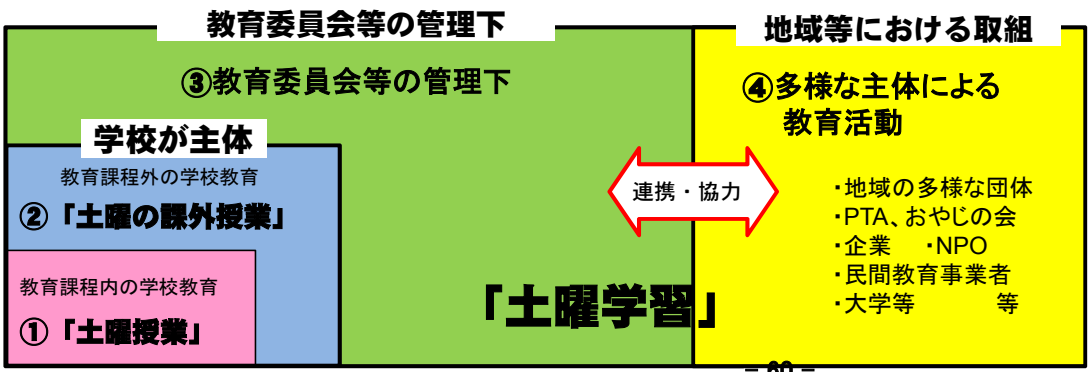 教育委員会等の管理下
地域等における取組
③教育委員会等の管理下
④多様な主体による
教育活動
学校が主体
教育課程外の学校教育
②「土曜の課外授業」
教育課程内の学校教育
①「土曜授業」
連携・協力
「土曜学習」
・地域の多様な団体
・PTA、おやじの会
・企業　・NPO
・民間教育事業者
・大学等　　　等